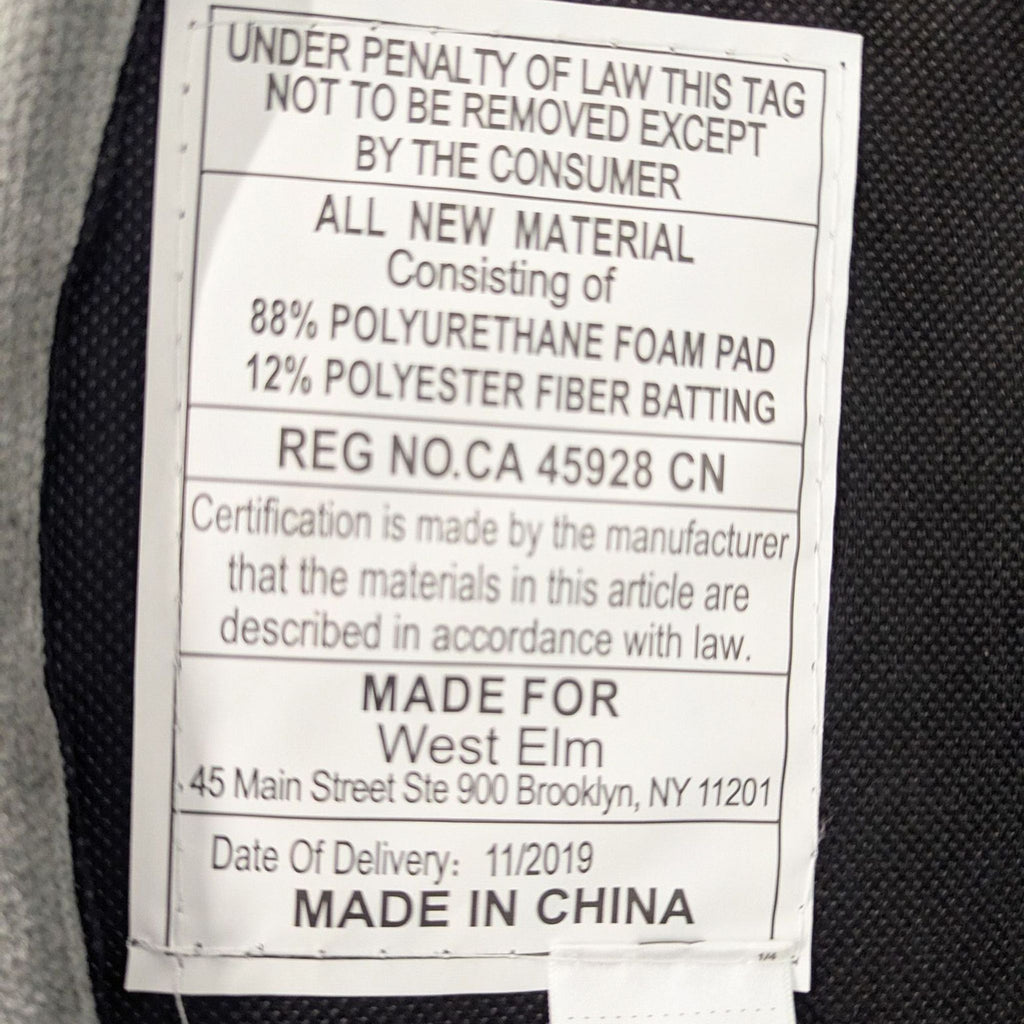 UNDER PENALTY OF LAW THIS TAG
NOT TO BE REMOVED EXCEPT
BY THE CONSUMER
ALL NEW MATERIAL
Consisting of
88% POLYURETHANE FOAM PAD
12% POLYESTER FIBER BATTING
REG NO.CA 45928 CN
Certification is made by the manufacturer
that the materials in this article are
described in accordance with law.
MADE FOR
West Elm
45 Main Street Ste 900 Brooklyn, NY 11201
Date Of Delivery: 11/2019
MADE IN CHINA